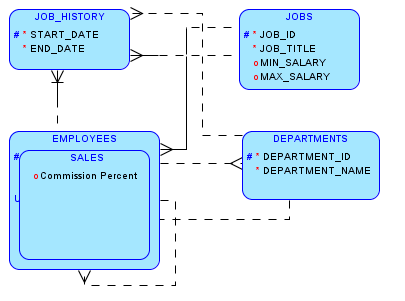 JOB_HISTORY
# * START_DATE
* END_DATE
JOBS
# * JOB_ID
* JOB_TITLE
o MIN_SALARY
o MAX_SALARY
EMPLOYEES
#
SALES
o Commission Percent
U
DEPARTMENTS
# * DEPARTMENT_ID
* DEPARTMENT_NAME